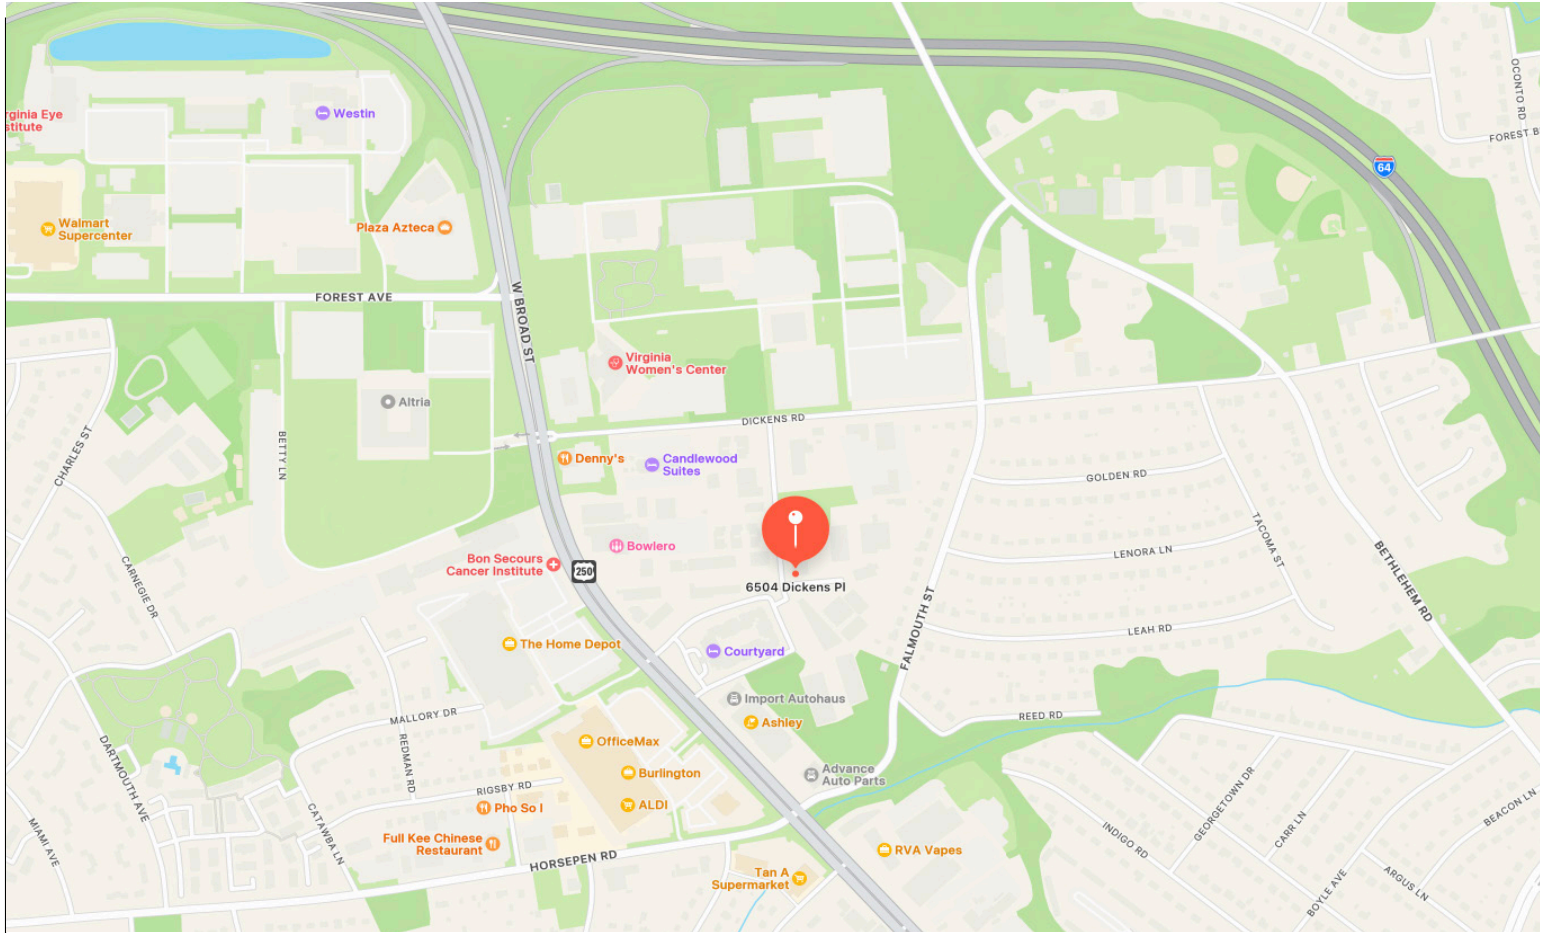 OCONTO RD
Westin
rginia Eye
stitute
FOREST B
64
Walmart
Supercenter
Plaza Azteca
FOREST AVE
W BROAD ST
Virginia
Women's Center
Altria
DICKENS RD
CHARLES ST
BETTY LN
Denny's
Candlewood
Suites
GOLDEN RD
TACOMA ST
Bowlero
LENORA LN
Bon Secours
Cancer Institute
250
6504 Dickens Pl
CARNEGIE DR
BETHLEHEM RD
FALMOUTH ST
LEAH RD
The Home Depot
Courtyard
Import Autohaus
MALLORY DR
REED RD
Ashley
OfficeMax
REDMAN RD
DARTMOUTH AVE
Burlington
Advance
Auto Parts
RIGSBY RD
ALDI
Pho So I
GEORGETOWN DR
CARR LN
BEACON LN
INDIGO RD
CATAWBA LN
MIAMI AVE
Full Kee Chinese
Restaurant
HORSEPEN RD
RVA Vapes
Tan A
Supermarket
ARGUS LN
BOYLE AVE